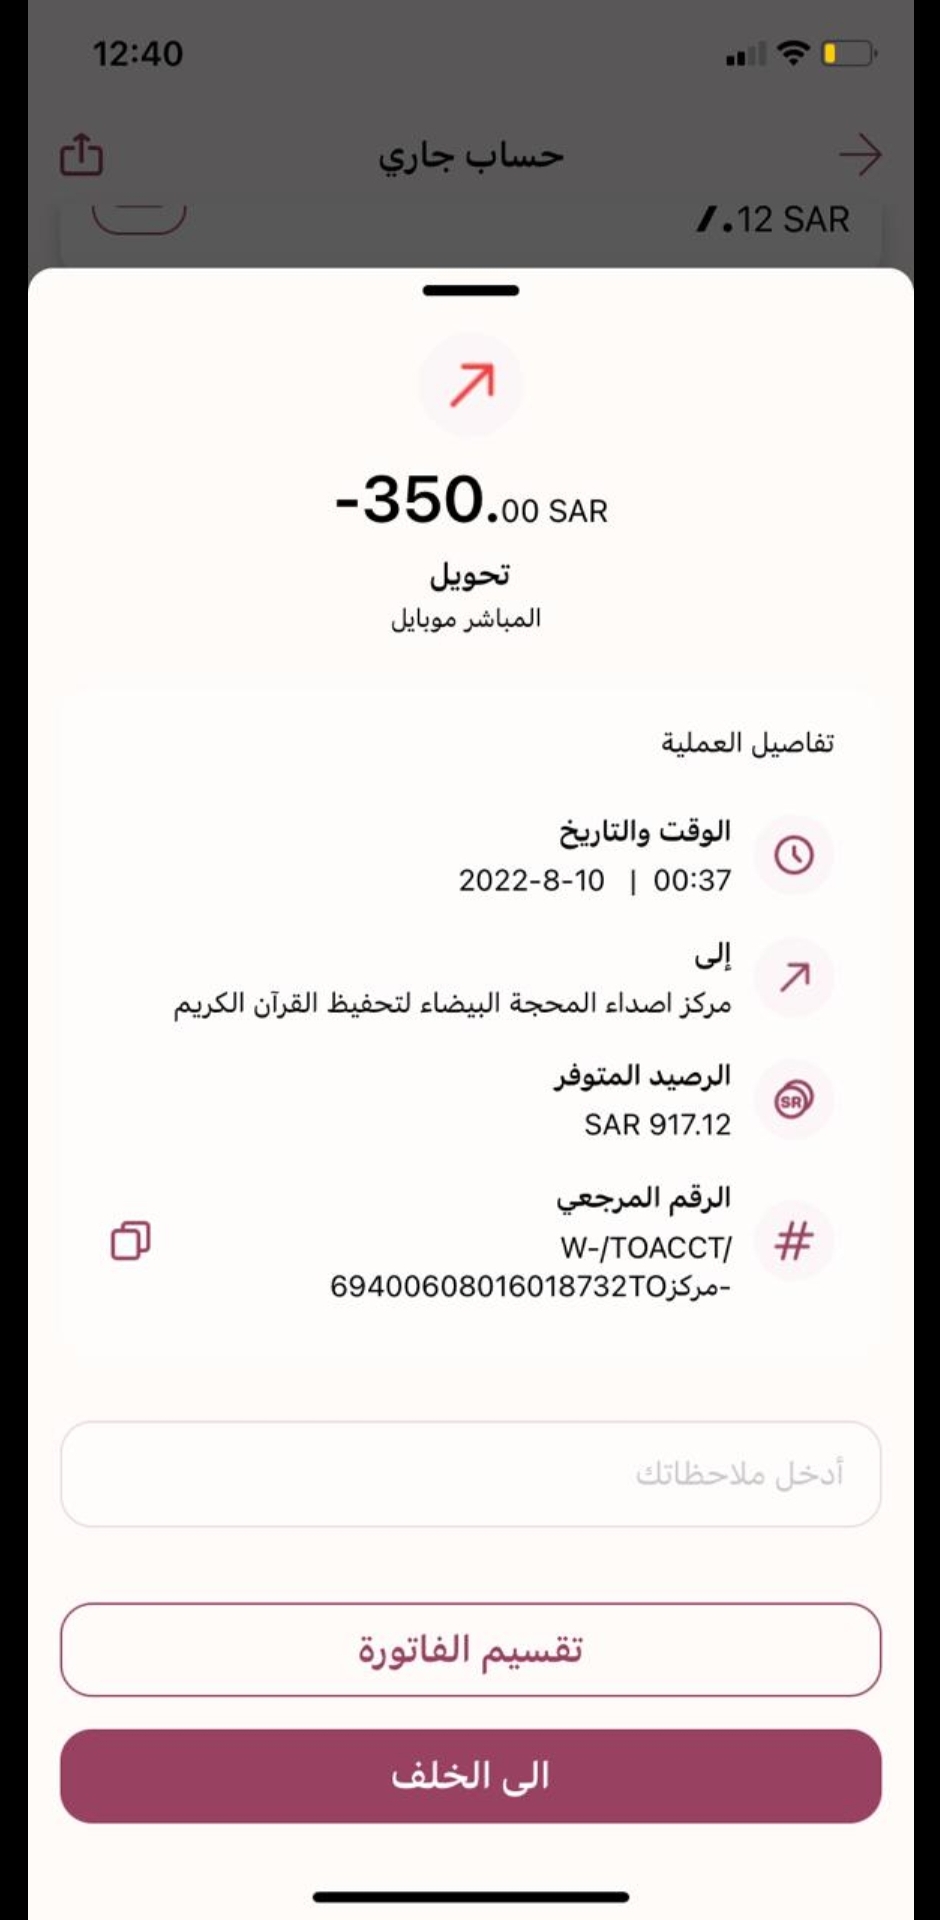 12:40
حساب جاري
.12 SAR
-350.00 SAR
تحويل
المباشر موبايل
تفاصيل العملية
الوقت والتاريخ
2022-8-10 | 00:37
إلى
مركز اصداء المحجة البيضاء لتحفيظ القرآن الكريم
الرصيد المتوفر
SAR 917.12
SR
الرقم المرجعي
W-/TOACCT/
69400608016018732TOمركز-
#
أدخل ملاحظاتك
تقسيم الفاتورة
الى الخلف